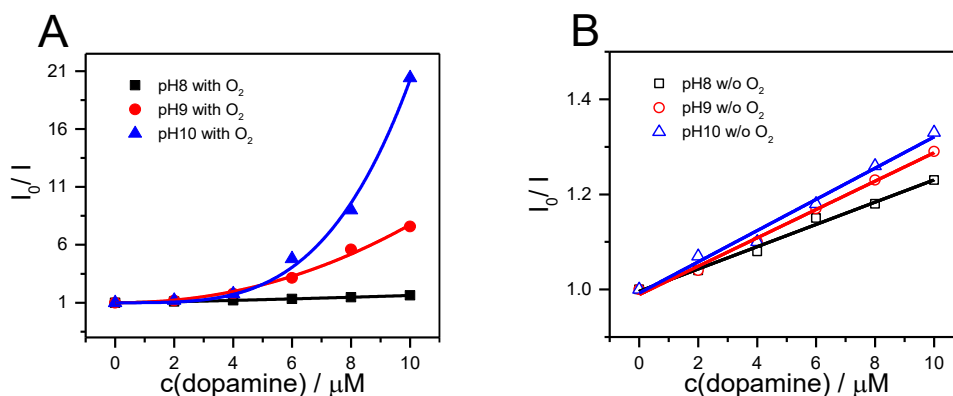 A
pH8 with O₂
pH9 with O₂
pH10 with O₂
21
16
11
6
1
I₀/ I
0 2 4 6 8 10
c(dopamine) / μM
B
pH8 w/o O₂
pH9 w/o O₂
pH10 w/o O₂
1.4
1.2
1.0
I₀/ I
0 2 4 6 8 10
c(dopamine) / μM